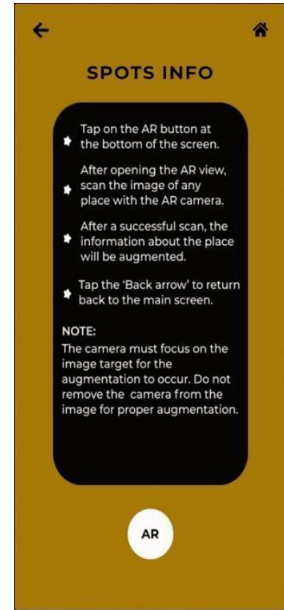 SPOTS INFO
Tap on the AR button at
the bottom of the screen.
After opening the AR view,
scan the image of any
place with the AR camera.
After a successful scan, the
information about the place
will be augmented.
Tap the ‘Back arrow’ to return
back to the main screen.
NOTE:
The camera must focus on the
image target for the
augmentation to occur. Do not
remove the camera from the
image for proper augmentation.
AR